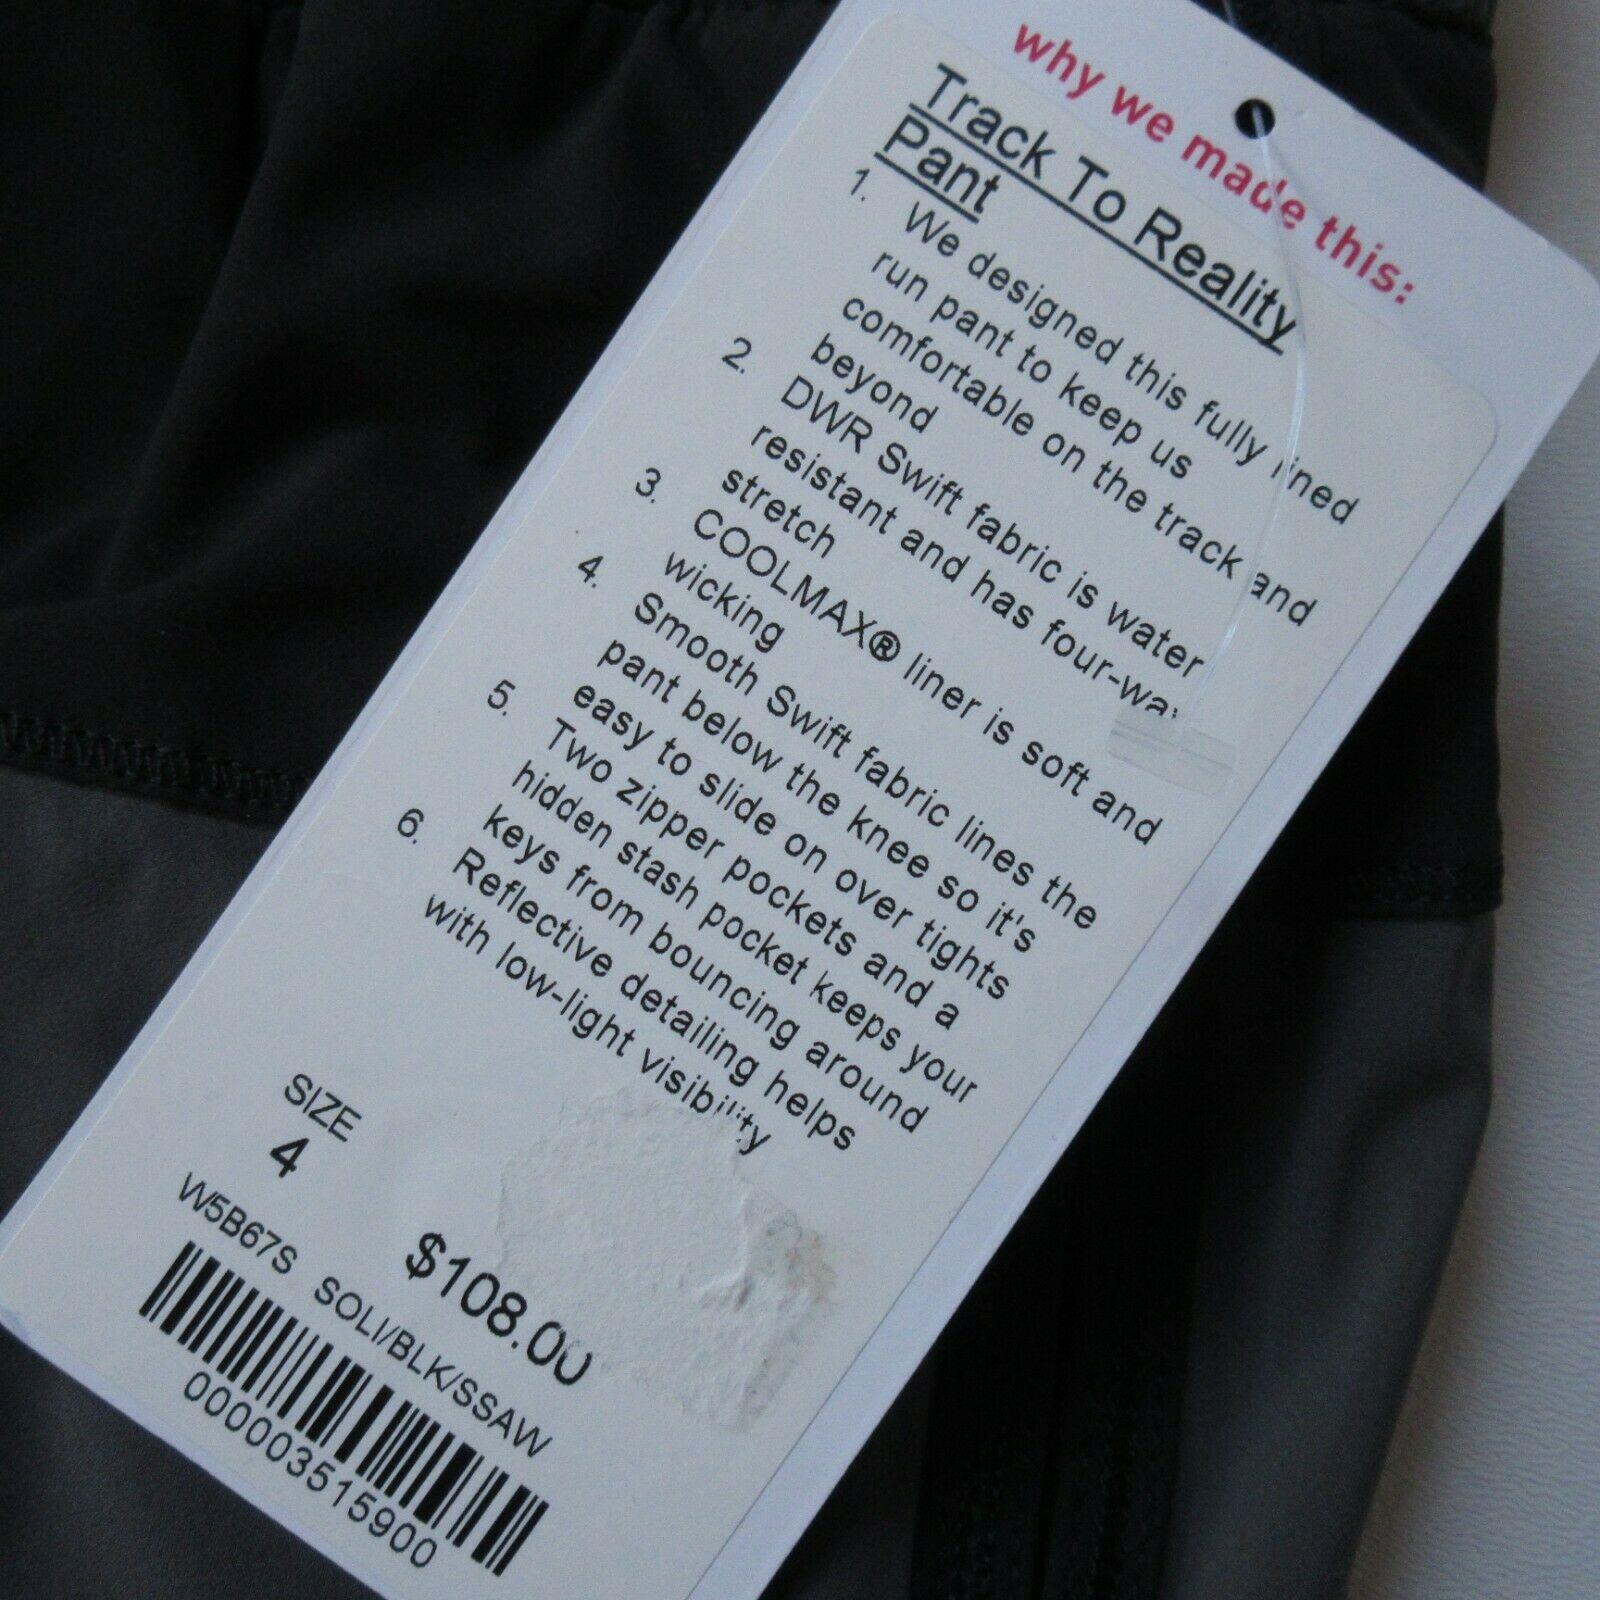 why we made this:
Track To Reality
Pant
1. We designed this fully lined
run pant to keep us
comfortable on the track and
beyond
2. DWR Swift fabric is water
resistant and has four-way
stretch
3. COOLMAX® liner is soft and
wicking
4. Smooth Swift fabric lines the
pant below the knee so it's
easy to slide on over tights
5. Two zipper pockets and a
hidden stash pocket keeps your
keys from bouncing around
6. Reflective detailing helps
with low-light visibility
SIZE
4
$108.00
W5B67S SOLI/BLK/SSAW
000003515900